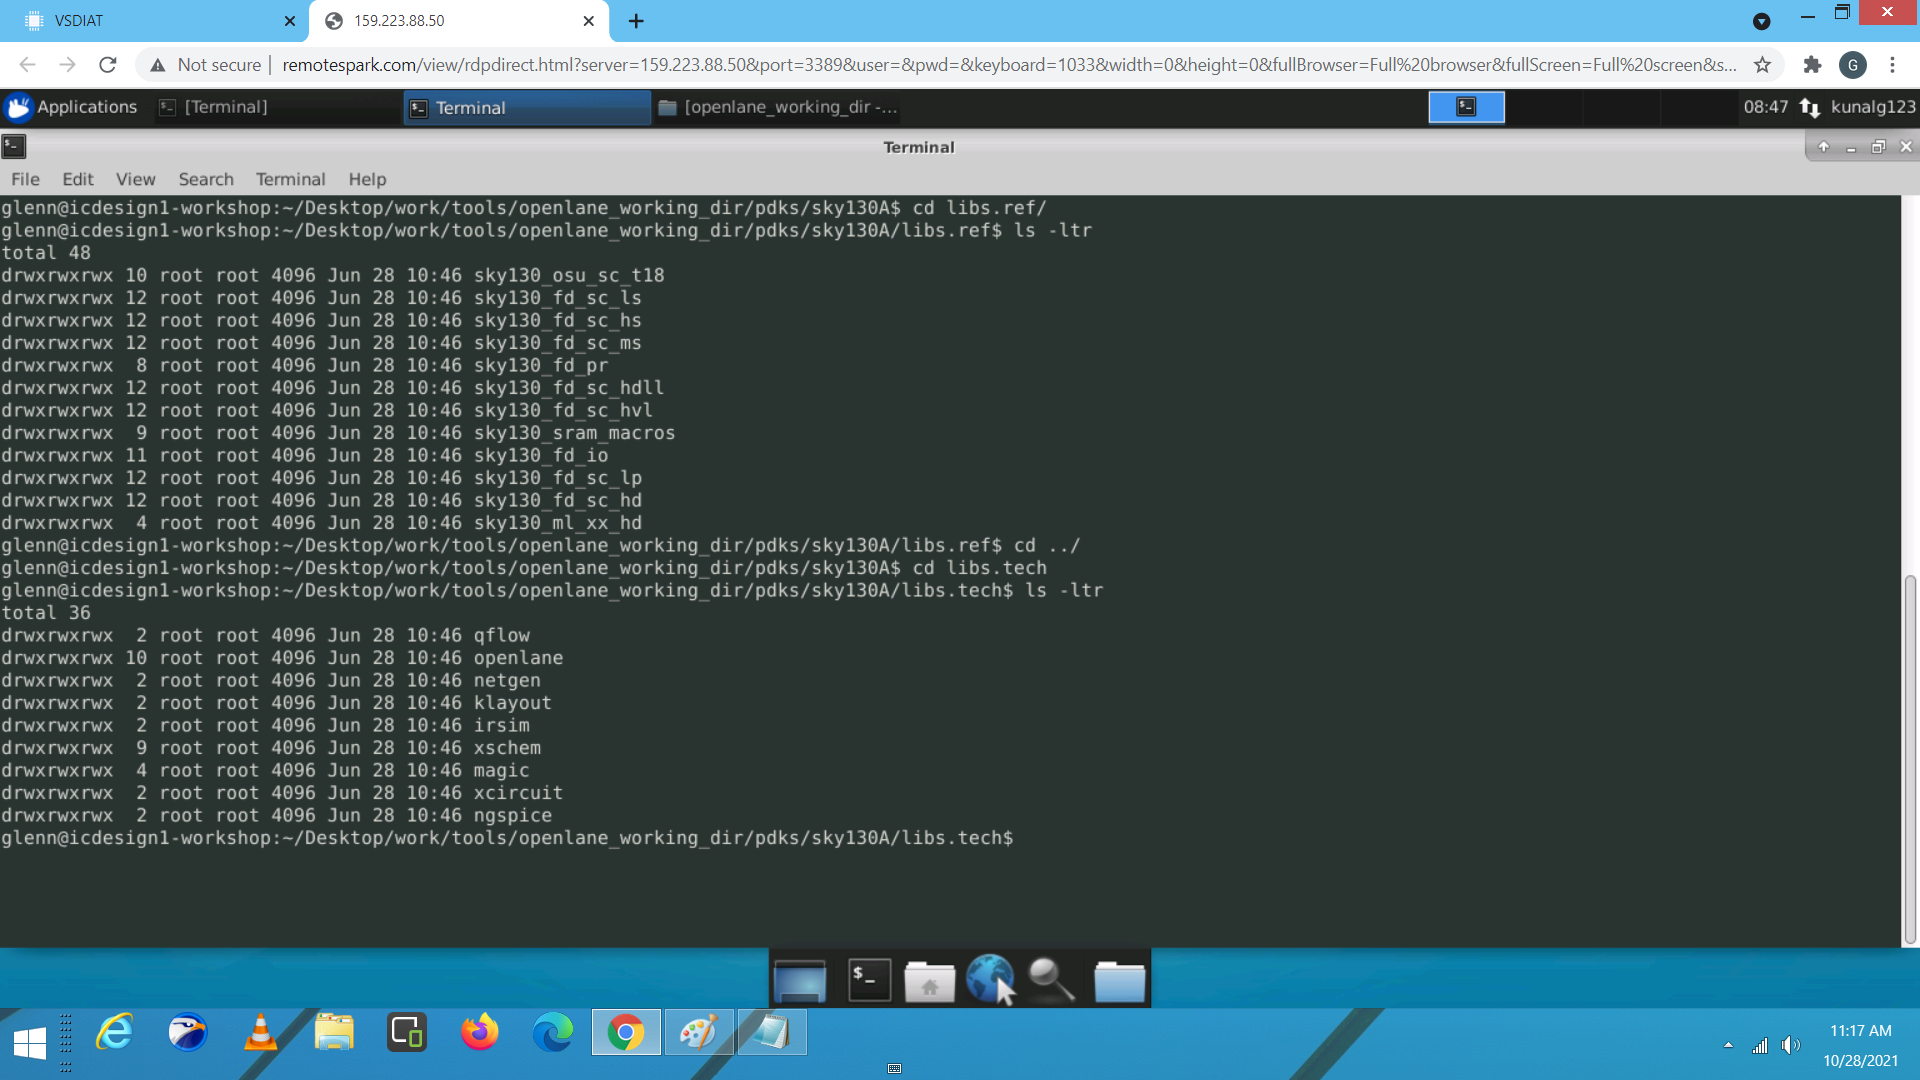 VSDIAT
159.223.88.50
Not secure
remotespark.com/view/rdpdirect.html?server=159.223.88.50&port=3389&user=&pwd=&keyboard=1033&width=0&height=0&fullBrowser=Full%20browser&fullScreen=Full%20screen&s...
G
Applications
[Terminal]
Terminal
[openlane_working_dir -...
08:47
kunalg123
Terminal
File Edit View Search Terminal Help
glenn@icdesign1-workshop:~/Desktop/work/tools/openlane_working_dir/pdks/sky130A$ cd libs.ref/
glenn@icdesign1-workshop:~/Desktop/work/tools/openlane_working_dir/pdks/sky130A/libs.ref$ ls -ltr
total 48
drwxrwxrwx 10 root root 4096 Jun 28 10:46 sky130_osu_sc_t18
drwxrwxrwx 12 root root 4096 Jun 28 10:46 sky130_fd_sc_ls
drwxrwxrwx 12 root root 4096 Jun 28 10:46 sky130_fd_sc_hs
drwxrwxrwx 12 root root 4096 Jun 28 10:46 sky130_fd_sc_ms
drwxrwxrwx  8 root root 4096 Jun 28 10:46 sky130_fd_pr
drwxrwxrwx 12 root root 4096 Jun 28 10:46 sky130_fd_sc_hdll
drwxrwxrwx 12 root root 4096 Jun 28 10:46 sky130_fd_sc_hvl
drwxrwxrwx  9 root root 4096 Jun 28 10:46 sky130_sram_macros
drwxrwxrwx 11 root root 4096 Jun 28 10:46 sky130_fd_io
drwxrwxrwx 12 root root 4096 Jun 28 10:46 sky130_fd_sc_lp
drwxrwxrwx 12 root root 4096 Jun 28 10:46 sky130_fd_sc_hd
drwxrwxrwx  4 root root 4096 Jun 28 10:46 sky130_ml_xx_hd
glenn@icdesign1-workshop:~/Desktop/work/tools/openlane_working_dir/pdks/sky130A/libs.ref$ cd ../
glenn@icdesign1-workshop:~/Desktop/work/tools/openlane_working_dir/pdks/sky130A$ cd libs.tech
glenn@icdesign1-workshop:~/Desktop/work/tools/openlane_working_dir/pdks/sky130A/libs.tech$ ls -ltr
total 36
drwxrwxrwx  2 root root 4096 Jun 28 10:46 qflow
drwxrwxrwx 10 root root 4096 Jun 28 10:46 openlane
drwxrwxrwx  2 root root 4096 Jun 28 10:46 netgen
drwxrwxrwx  2 root root 4096 Jun 28 10:46 klayout
drwxrwxrwx  2 root root 4096 Jun 28 10:46 irsim
drwxrwxrwx  9 root root 4096 Jun 28 10:46 xschem
drwxrwxrwx  4 root root 4096 Jun 28 10:46 magic
drwxrwxrwx  2 root root 4096 Jun 28 10:46 xcircuit
drwxrwxrwx  2 root root 4096 Jun 28 10:46 ngspice
glenn@icdesign1-workshop:~/Desktop/work/tools/openlane_working_dir/pdks/sky130A/libs.tech$
11:17 AM
10/28/2021